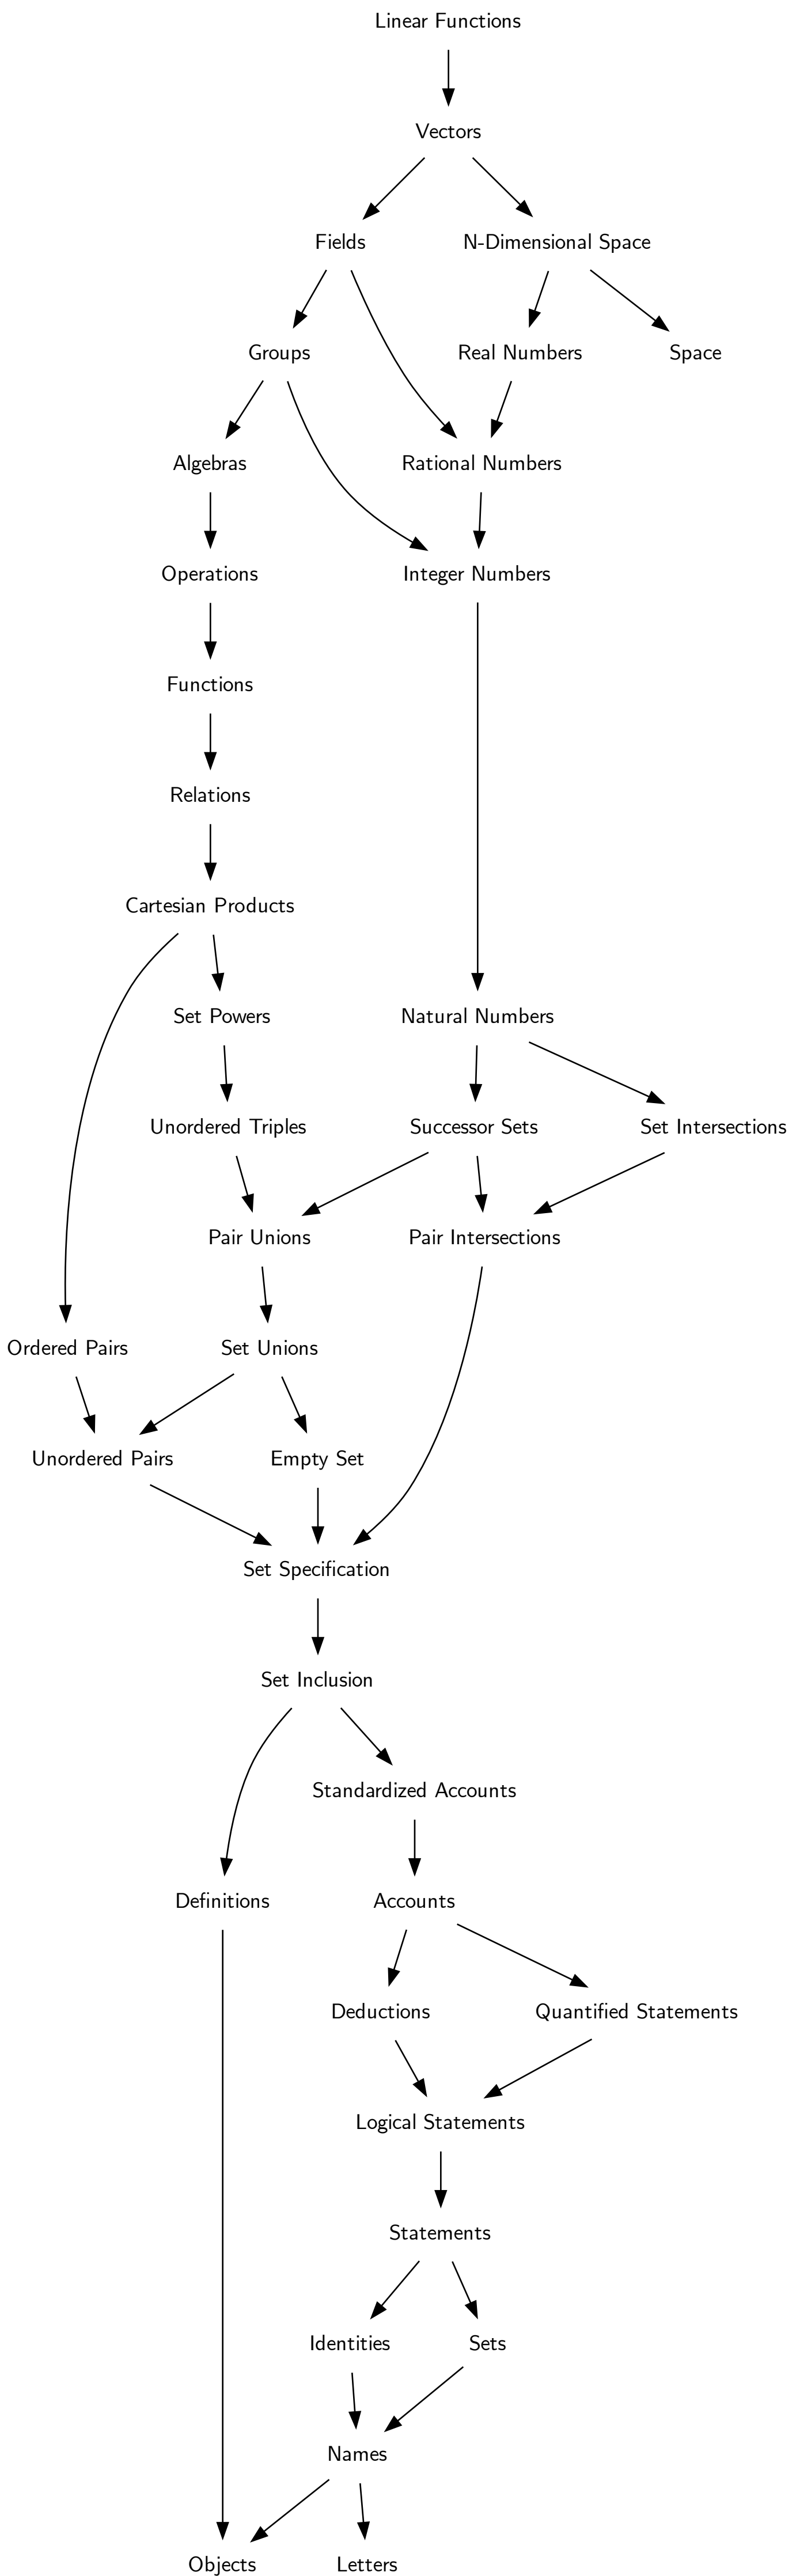 Linear Functions
Vectors
Fields
N-Dimensional Space
Groups
Real Numbers
Space
Algebras
Rational Numbers
Operations
Integer Numbers
Functions
Relations
Cartesian Products
Set Powers
Natural Numbers
Unordered Triples
Successor Sets
Set Intersections
Pair Unions
Pair Intersections
Ordered Pairs
Set Unions
Unordered Pairs
Empty Set
Set Specification
Set Inclusion
Standardized Accounts
Definitions
Accounts
Deductions
Quantified Statements
Logical Statements
Statements
Identities
Sets
Names
Objects
Letters